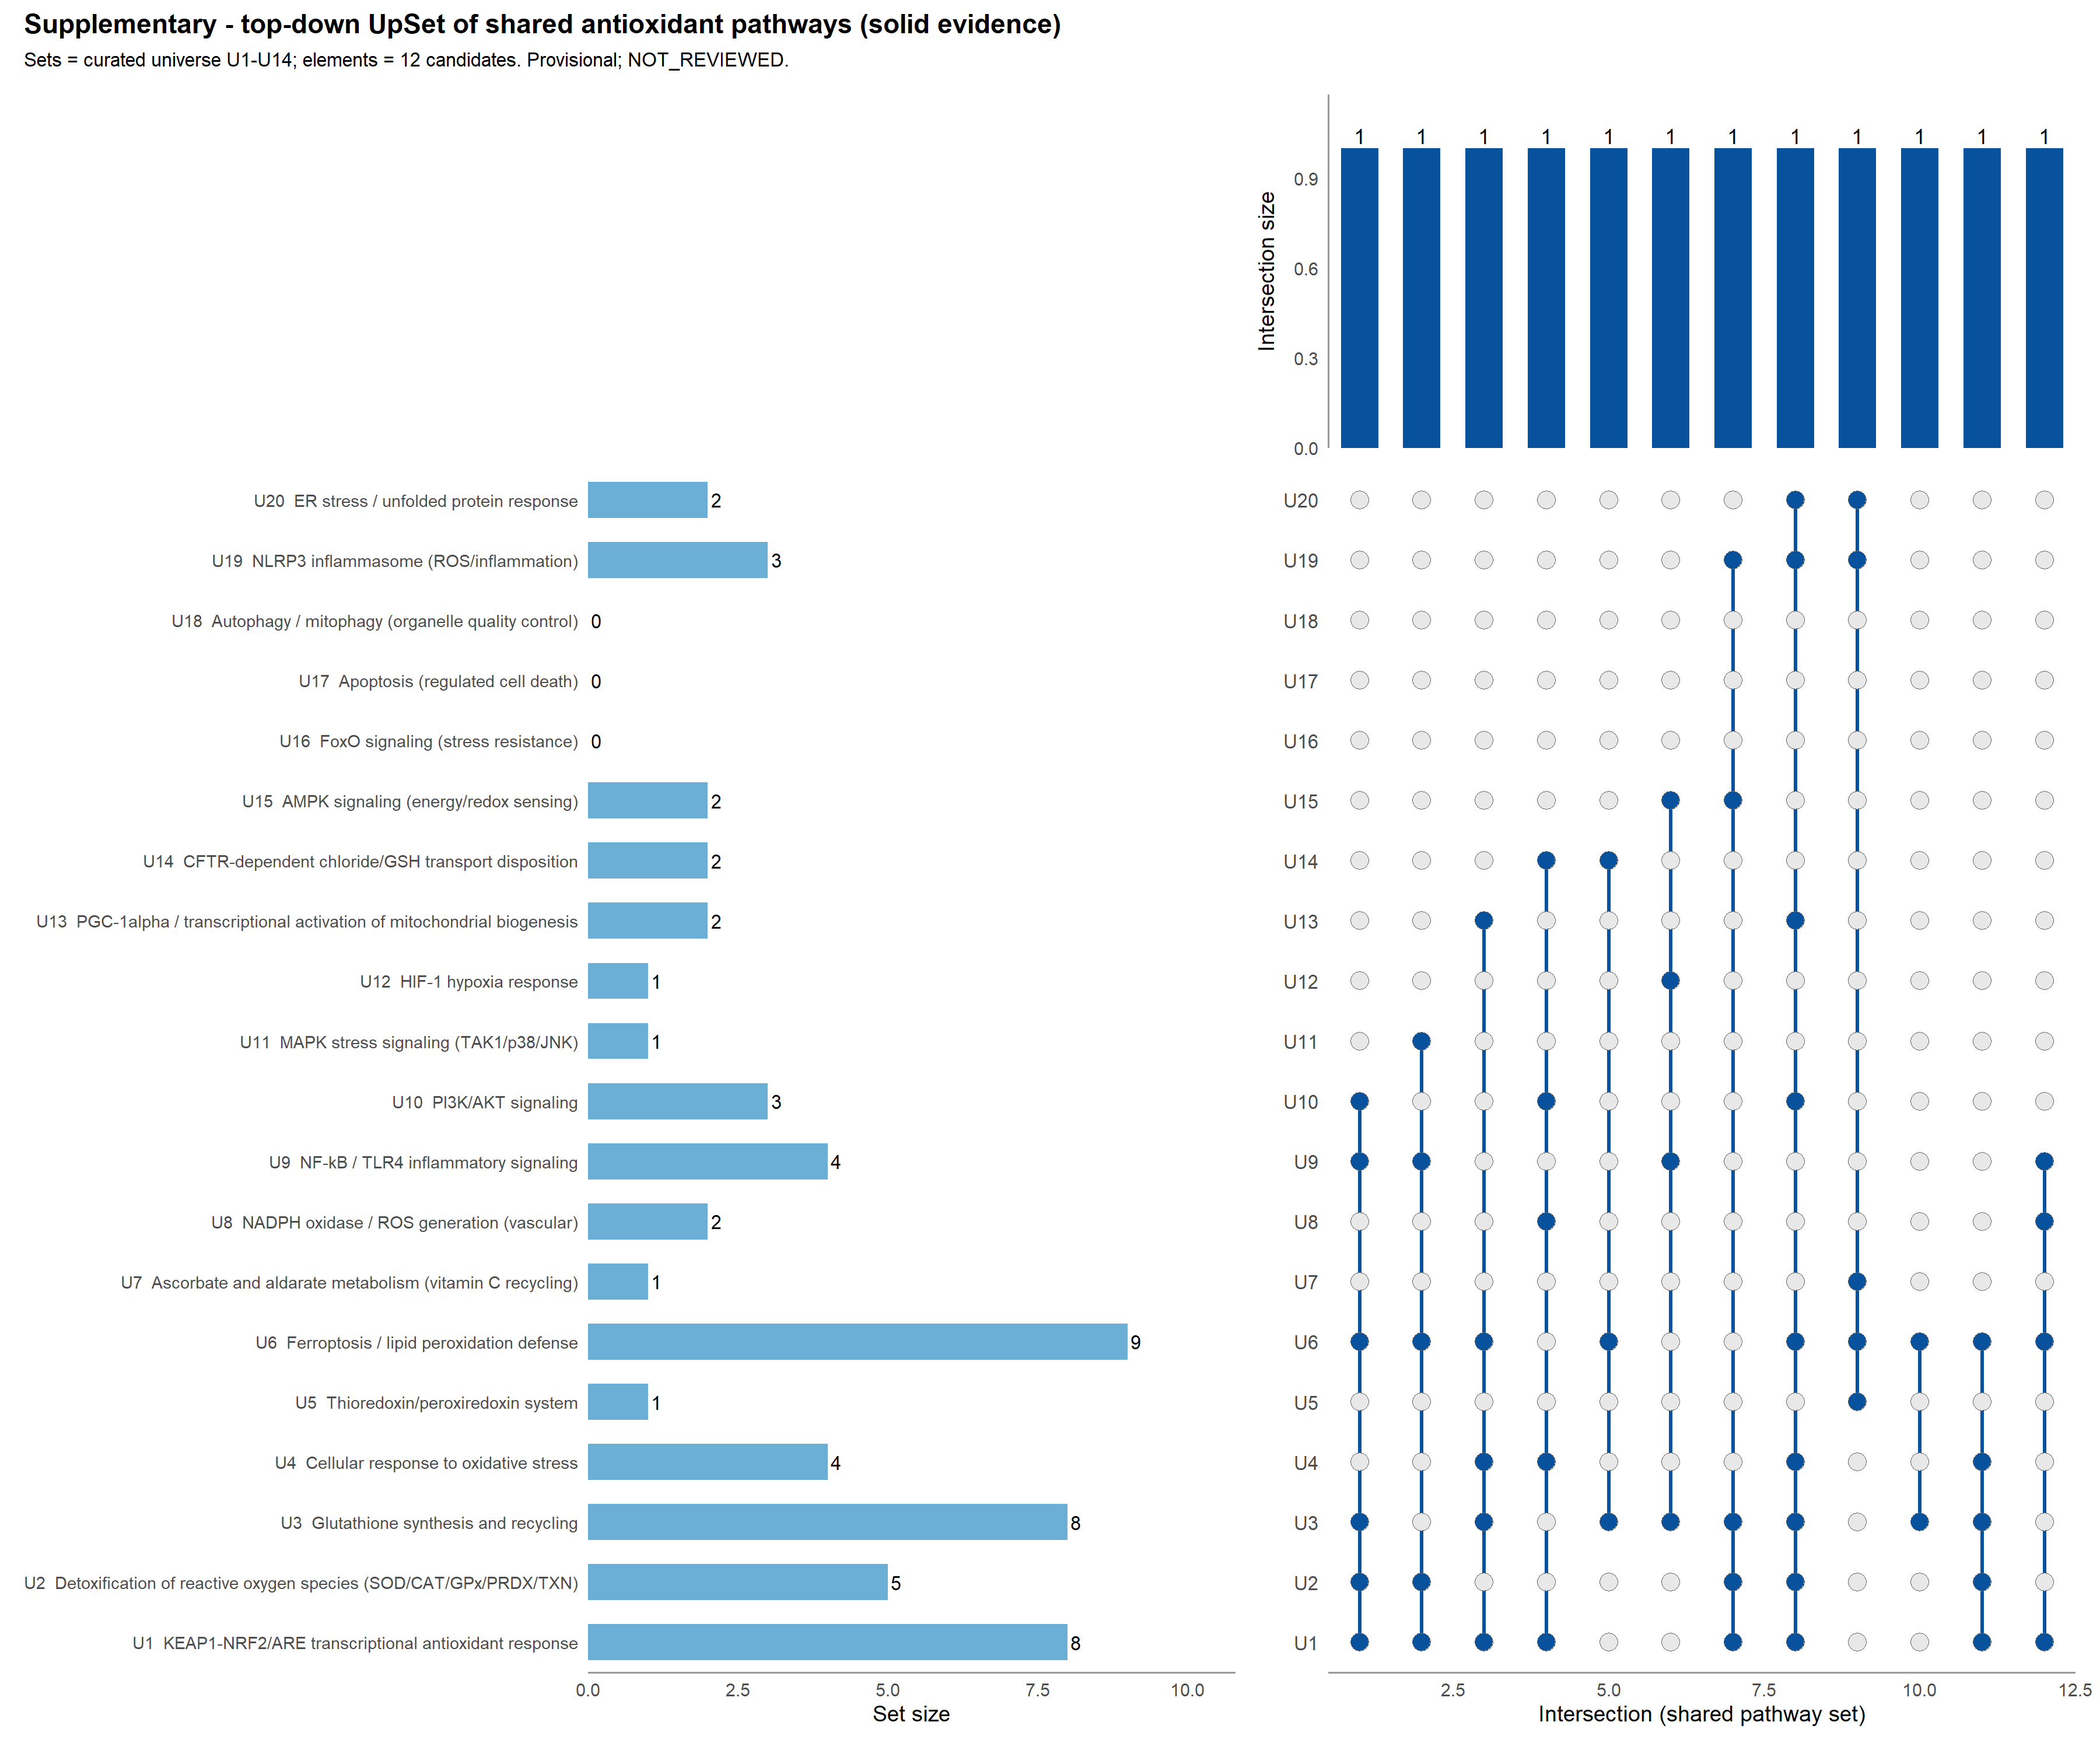 Supplementary - top-down UpSet of shared antioxidant pathways (solid evidence)
Sets = curated universe U1-U14; elements = 12 candidates. Provisional; NOT_REVIEWED.
1 1 1 1 1 1 1 1 1 1 1 1
Intersection size
0.9
0.6
0.3
0.0
U20 ER stress / unfolded protein response 2
U19 NLRP3 inflammasome (ROS/inflammation) 3
U18 Autophagy / mitophagy (organelle quality control) 0
U17 Apoptosis (regulated cell death) 0
U16 FoxO signaling (stress resistance) 0
U15 AMPK signaling (energy/redox sensing) 2
U14 CFTR-dependent chloride/GSH transport disposition 2
U13 PGC-1alpha / transcriptional activation of mitochondrial biogenesis 2
U12 HIF-1 hypoxia response 1
U11 MAPK stress signaling (TAK1/p38/JNK) 1
U10 PI3K/AKT signaling 3
U9 NF-kB / TLR4 inflammatory signaling 4
U8 NADPH oxidase / ROS generation (vascular) 2
U7 Ascorbate and aldarate metabolism (vitamin C recycling) 1
U6 Ferroptosis / lipid peroxidation defense 9
U5 Thioredoxin/peroxiredoxin system 1
U4 Cellular response to oxidative stress 4
U3 Glutathione synthesis and recycling 8
U2 Detoxification of reactive oxygen species (SOD/CAT/GPx/PRDX/TXN) 5
U1 KEAP1-NRF2/ARE transcriptional antioxidant response 8
0.0 2.5 5.0 7.5 10.0
Set size
U20
U19
U18
U17
U16
U15
U14
U13
U12
U11
U10
U9
U8
U7
U6
U5
U4
U3
U2
U1
2.5 5.0 7.5 10.0 12.5
Intersection (shared pathway set)